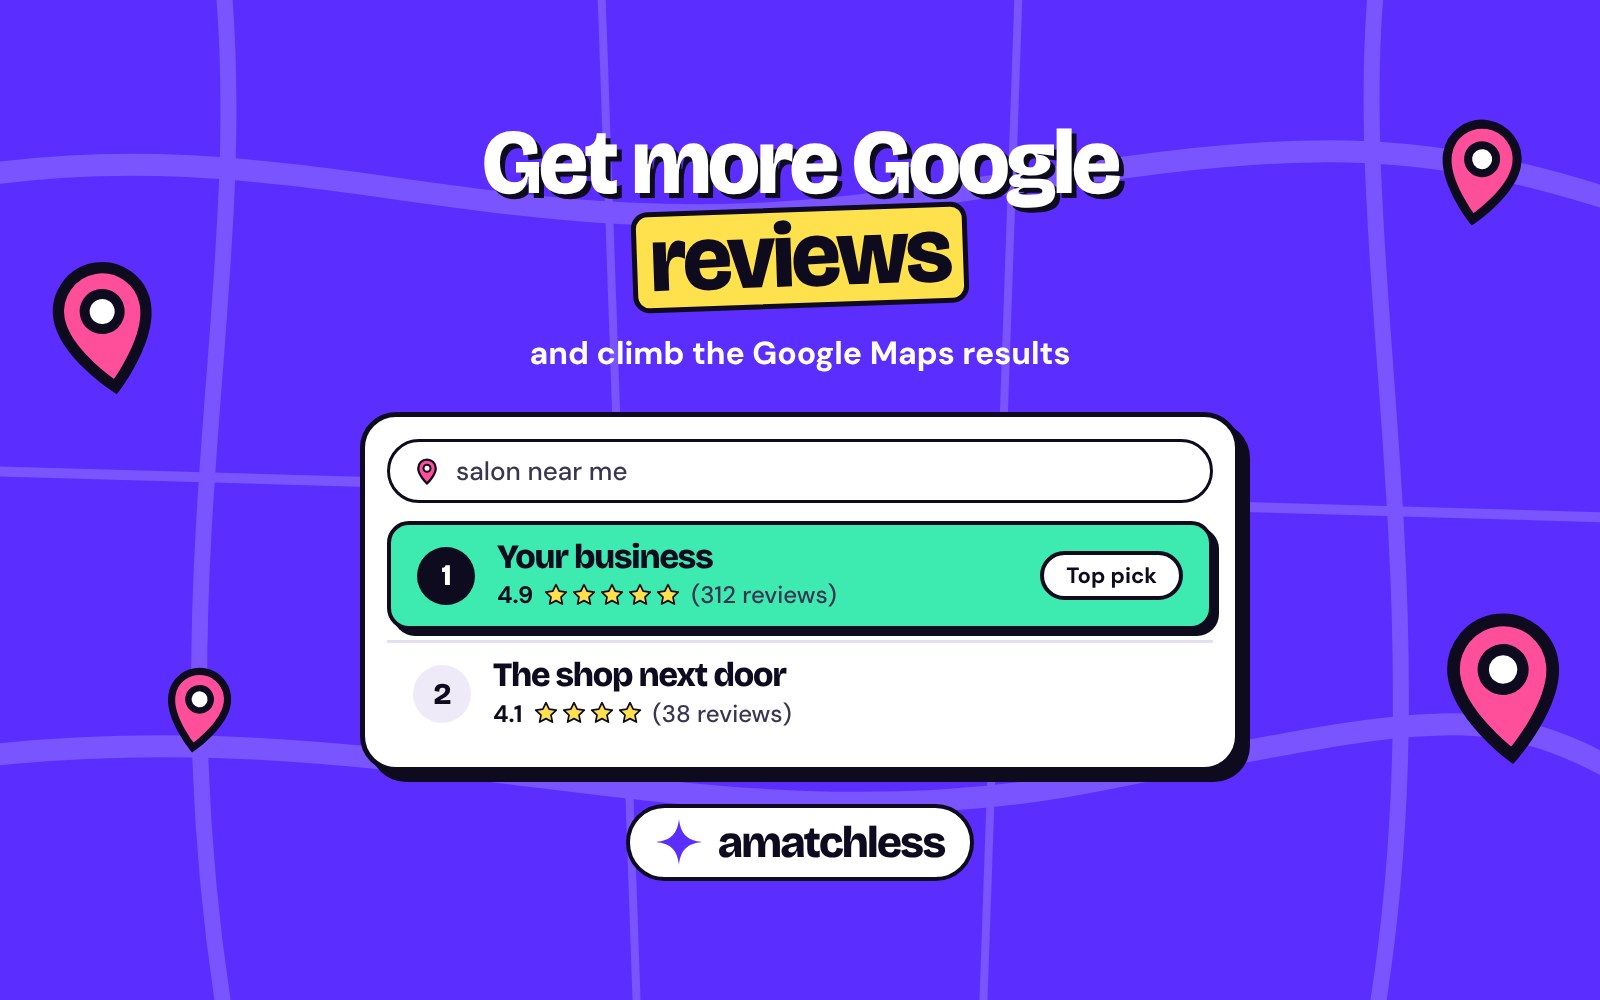 Get more Google
reviews
and climb the Google Maps results
salon near me
1
Your business
4.9 (312 reviews)
Top pick
2
The shop next door
4.1 (38 reviews)
amatchless